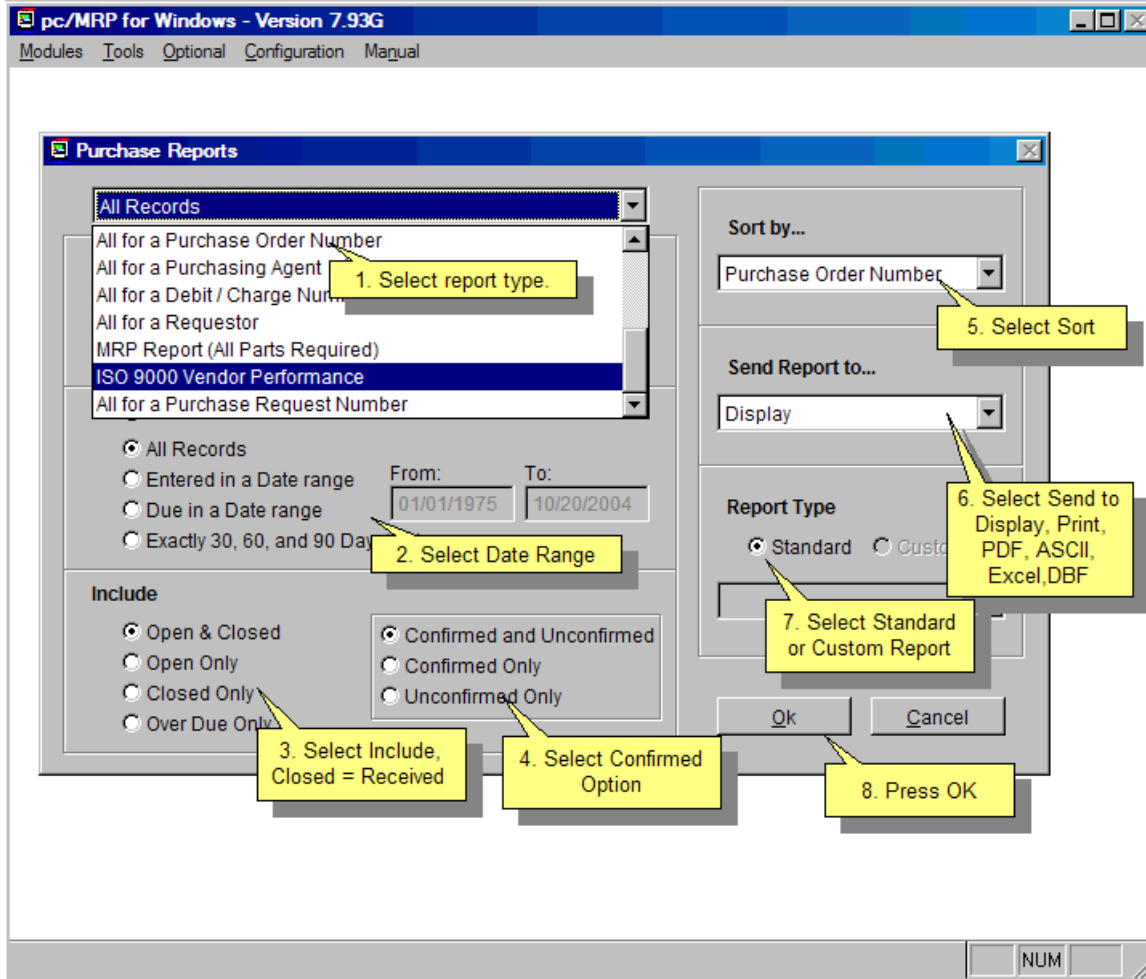 pc/MRP for Windows - Version 7.93G
Modules Tools Optional Configuration Manual
Purchase Reports
All Records
All for a Purchase Order Number
All for a Purchasing Agent
All for a Debit / Charge Num
All for a Requestor
MRP Report (All Parts Required)
ISO 9000 Vendor Performance
All for a Purchase Request Number
1. Select report type.
All Records
Entered in a Date range
Due in a Date range
Exactly 30, 60, and 90 Day
From:
To:
01/01/1975
10/20/2004
2. Select Date Range
Include
Open & Closed
Open Only
Closed Only
Over Due Only
3. Select Include,
Closed = Received
Confirmed and Unconfirmed
Confirmed Only
Unconfirmed Only
4. Select Confirmed
Option
Sort by...
Purchase Order Number
5. Select Sort
Send Report to...
Display
6. Select Send to
Display, Print,
PDF, ASCII,
Excel,DBF
Report Type
Standard
Custo
7. Select Standard
or Custom Report
Ok
Cancel
8. Press OK
NUM